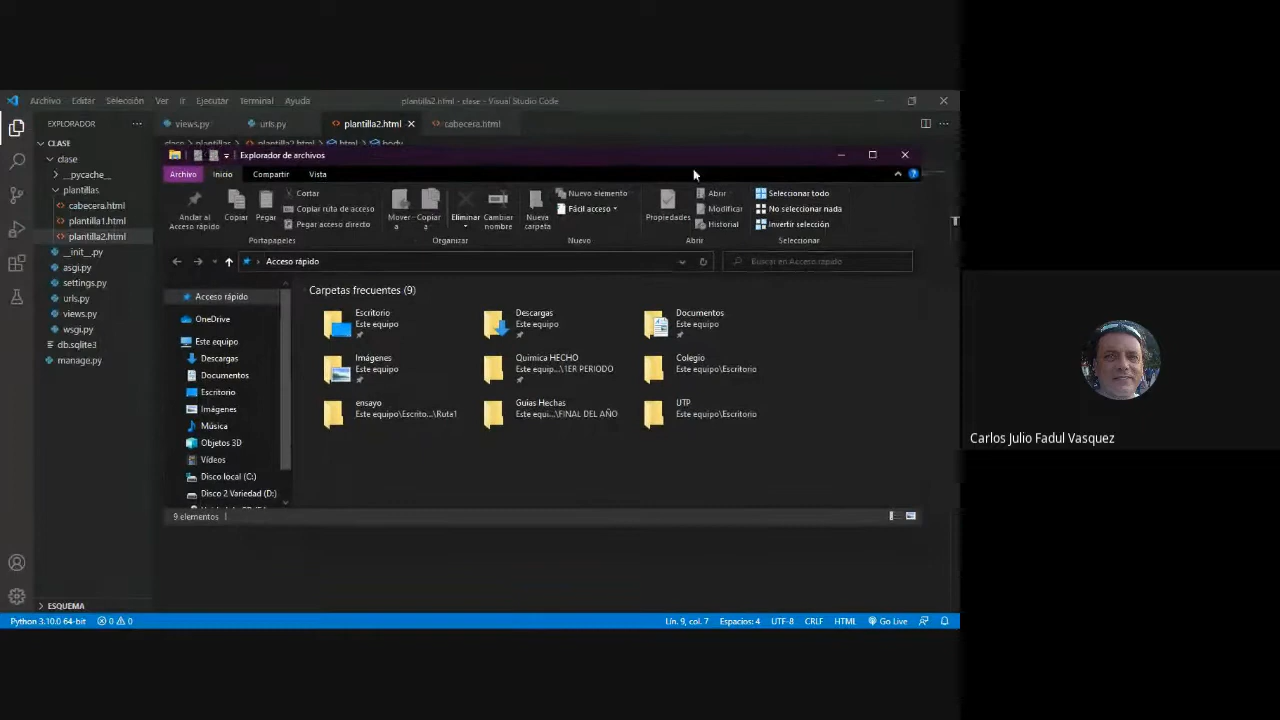 Archivo Editar Selección Ver Ir Ejecutar Terminal Ayuda
plantilla2.html - clase - Visual Studio Code
EXPLORADOR
views.py urls.py plantilla2.html cabecera.html
clase > plantillas > plantilla2.html > html > body
CLASE
clase
__pycache__
plantillas
cabecera.html
plantilla1.html
plantilla2.html
__init__.py
asgi.py
settings.py
urls.py
views.py
wsgi.py
db.sqlite3
manage.py
ESQUEMA
Explorador de archivos
Archivo Inicio Compartir Vista
Anclar al
Acceso rápido
Copiar
Pegar
Cortar
Copiar ruta de acceso
Pegar acceso directo
Portapapeles
Mover
a
Copiar
a
Eliminar
Cambiar
nombre
Organizar
Nueva
carpeta
Nuevo elemento
Fácil acceso
Nuevo
Propiedades
Abrir
Modificar
Historial
Abrir
Seleccionar todo
No seleccionar nada
Invertir selección
Seleccionar
Acceso rápido
Buscar en Acceso rápido
Acceso rápido
OneDrive
Este equipo
Descargas
Documentos
Escritorio
Imágenes
Música
Objetos 3D
Vídeos
Disco local (C:)
Disco 2 Variedad (D:)
Carpetas frecuentes (9)
Escritorio
Este equipo
Descargas
Este equipo
Documentos
Este equipo
Imágenes
Este equipo
Quimica HECHO
Este equip...\1ER PERIODO
Colegio
Este equipo\Escritorio
ensayo
Este equipo\Escrito...\Ruta1
Guias Hechas
Este equi...\FINAL DEL AÑO
UTP
Este equipo\Escritorio
9 elementos
Python 3.10.0 64-bit 0 0
Lín. 9, col. 7 Espacios: 4 UTF-8 CRLF HTML Go Live
Carlos Julio Fadul Vasquez